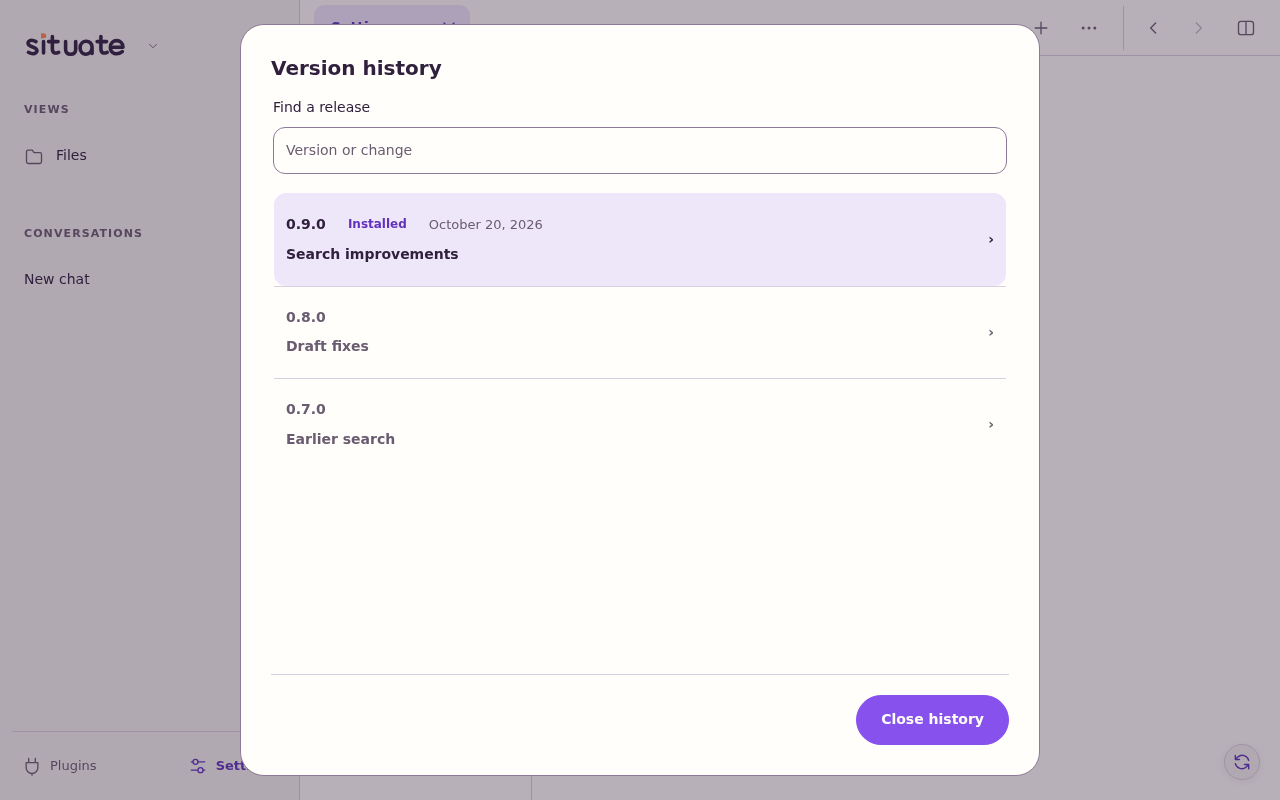 situate
VIEWS
Files
CONVERSATIONS
New chat
Plugins
Version history
Find a release
Version or change
0.9.0 Installed October 20, 2026
Search improvements
›
0.8.0
Draft fixes
›
0.7.0
Earlier search
›
Close history